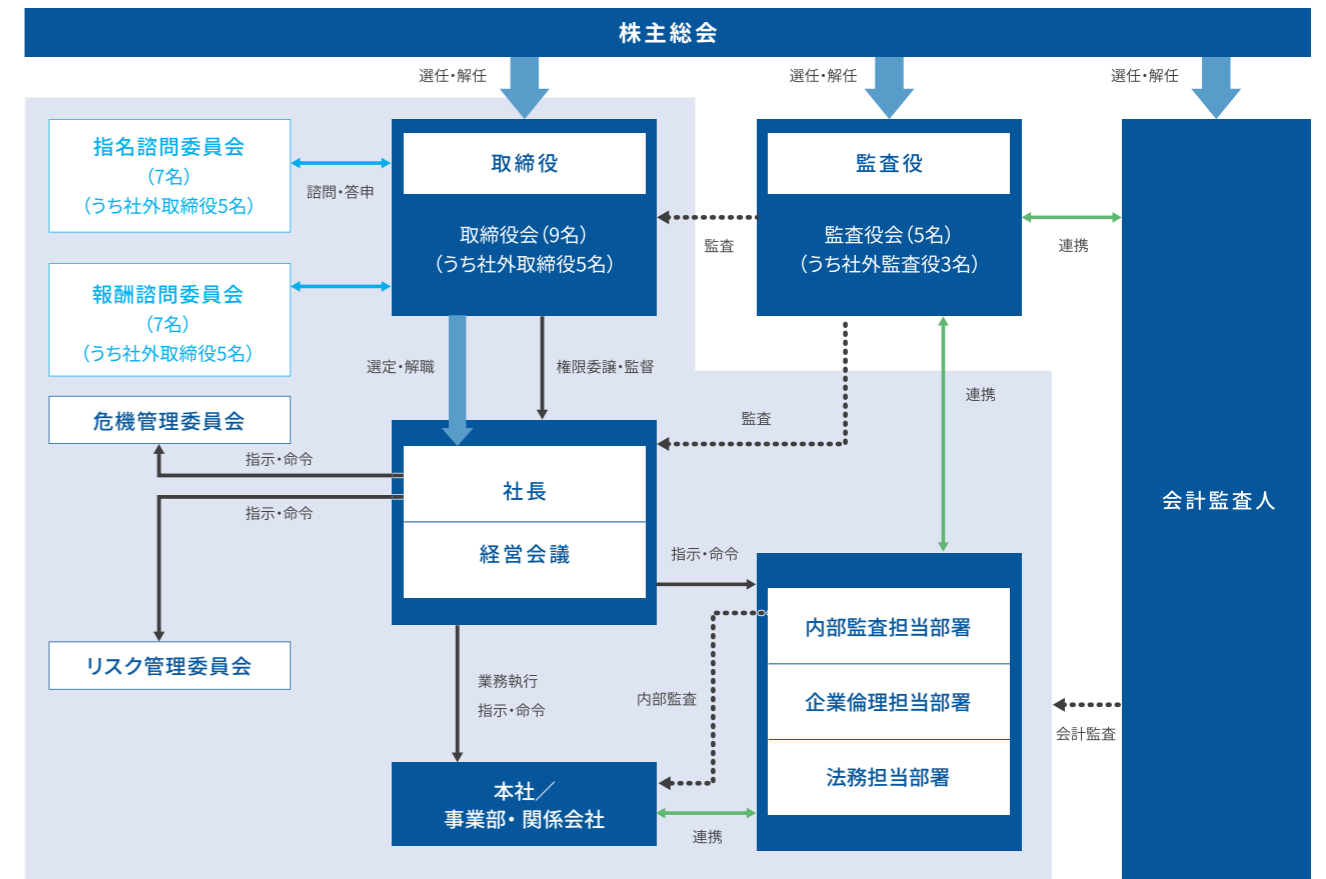 株主総会
選任・解任
選任・解任
選任・解任
指名諮問委員会
（7名）
（うち社外取締役5名）
諮問・答申
取締役
取締役会（9名）
（うち社外取締役5名）
監査
監査役
監査役会（5名）
（うち社外監査役3名）
連携
報酬諮問委員会
（7名）
（うち社外取締役5名）
選定・解職
権限委譲・監督
監査
連携
危機管理委員会
指示・命令
指示・命令
社長
経営会議
指示・命令
会計監査人
リスク管理委員会
業務執行
指示・命令
内部監査
内部監査担当部署
企業倫理担当部署
法務担当部署
会計監査
本社／
事業部・関係会社
連携